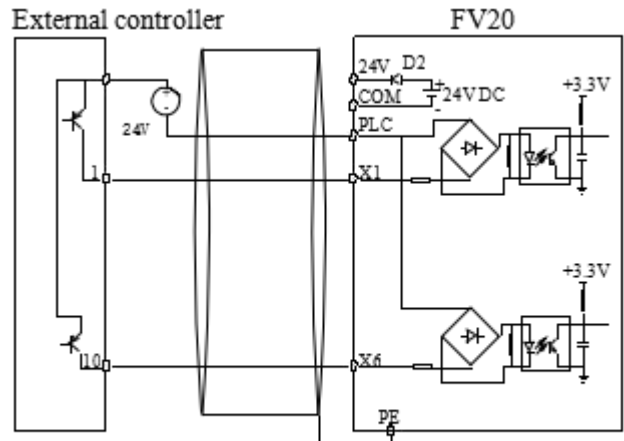 External controller
FV20
24V
D2
+3.3V
COM
+
24VDC
-
24V
PLC
1
X1
+3.3V
10
X6
PE